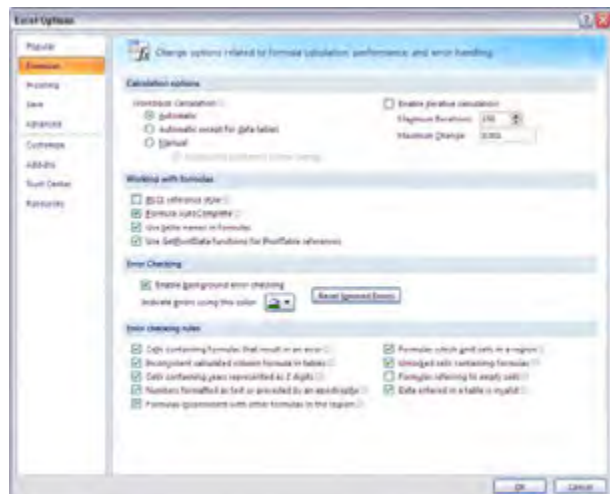 Excel Options
Popular
Formulas
Proofing
Save
Advanced
Customize
Add-Ins
Trust Center
Resources
Change options related to formula calculation, performance, and error handling.
Calculation options
Workbook Calculation
Automatic
Automatic except for data tables
Manual
Enable iterative calculation
Maximum Iterations: 100
Maximum Change: 0.001
Working with formulas
R1C1 reference style
Formula AutoComplete
Use table names in formulas
Use GetPivotData functions for PivotTable references
Error Checking
Enable background error checking
Indicate errors using this color:
Reset Ignored Errors
Error checking rules
Cells containing formulas that result in an error
Inconsistent calculated column formula in tables
Cells containing years represented as 2 digits
Numbers formatted as text or preceded by an apostrophe
Formulas inconsistent with other formulas in the region
Formulas which omit cells in a region
Unlocked cells containing formulas
Formulas referring to empty cells
Data entered in a table is invalid
OK
Cancel